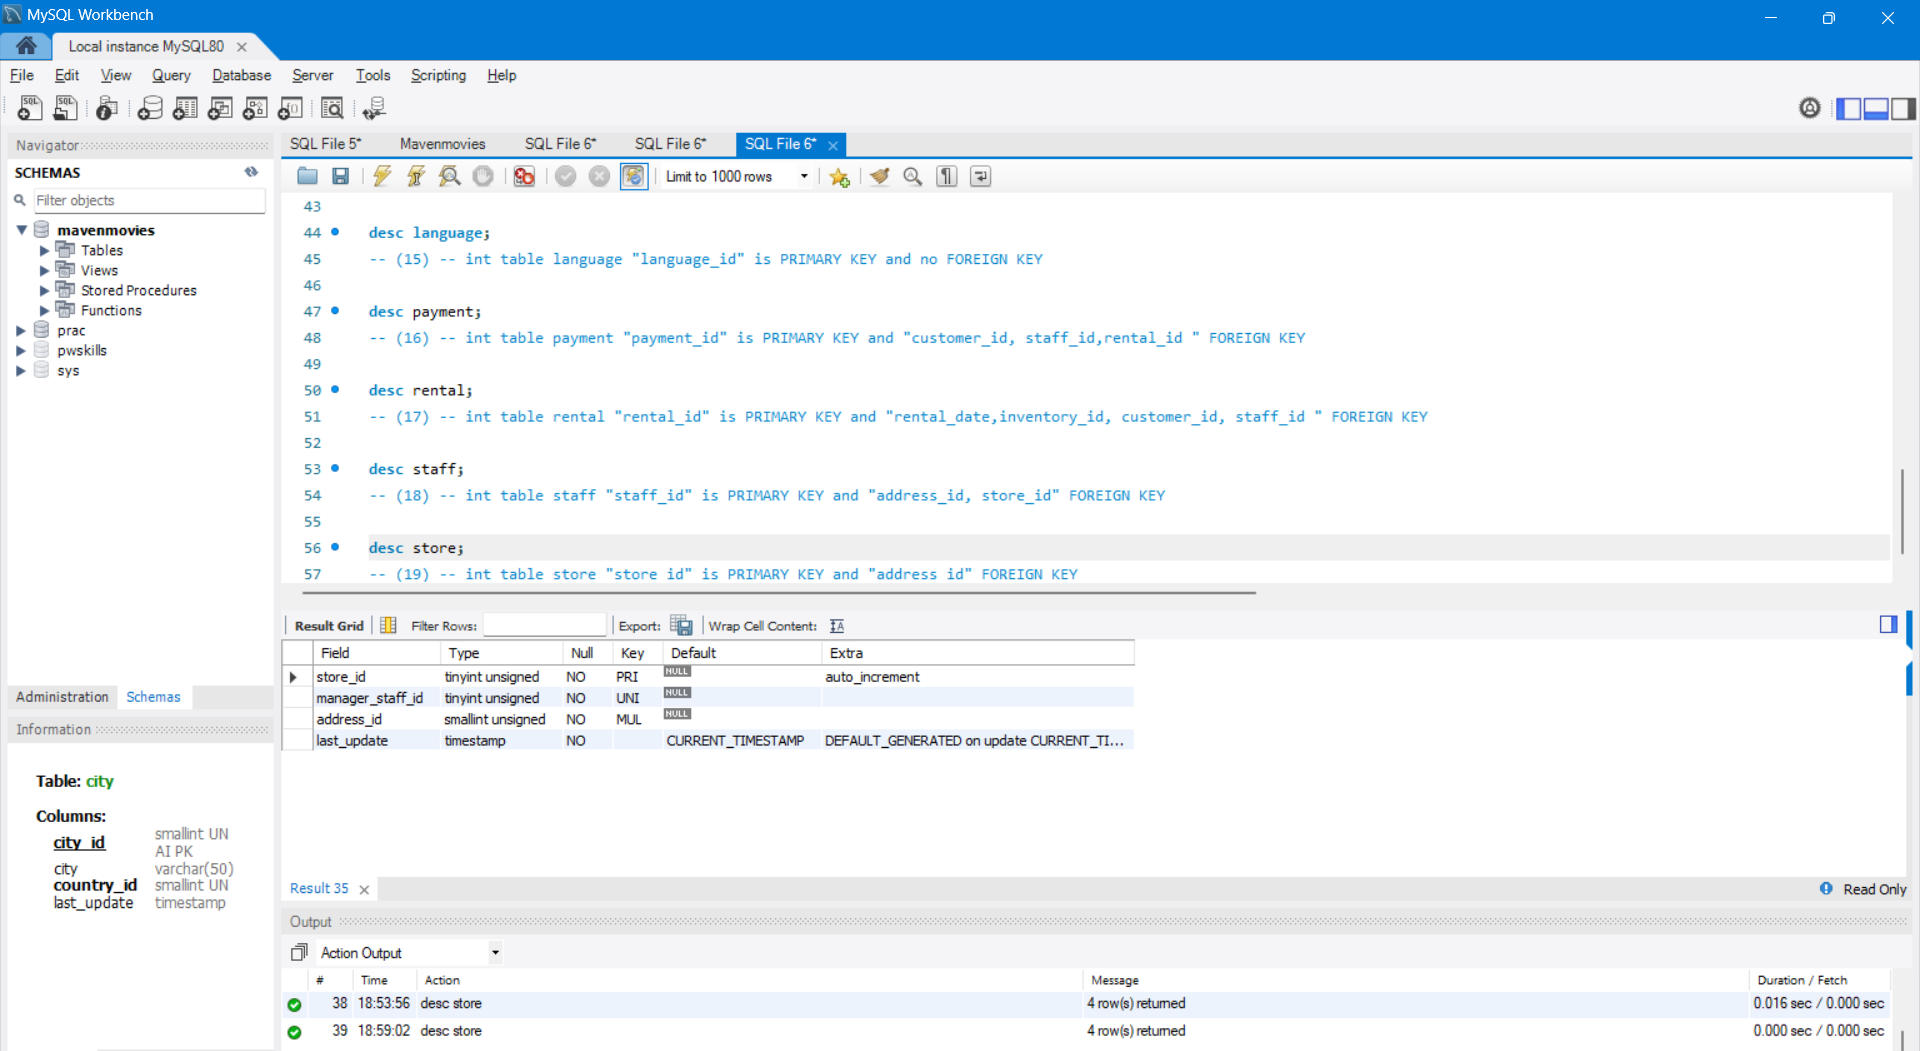 MySQL Workbench
Local instance MySQL80
File Edit View Query Database Server Tools Scripting Help
Navigator
SCHEMAS
Filter objects
mavenmovies
Tables
Views
Stored Procedures
Functions
prac
pwskills
sys
Administration Schemas
Information
Table: city
Columns:
city_id smallint UN AI PK
city varchar(50)
country_id smallint UN
last_update timestamp
SQL File 5* Mavenmovies SQL File 6* SQL File 6* SQL File 6*
Limit to 1000 rows
43
44 desc language;
45 -- (15) -- int table language "language_id" is PRIMARY KEY and no FOREIGN KEY
46
47 desc payment;
48 -- (16) -- int table payment "payment_id" is PRIMARY KEY and "customer_id, staff_id,rental_id " FOREIGN KEY
49
50 desc rental;
51 -- (17) -- int table rental "rental_id" is PRIMARY KEY and "rental_date,inventory_id, customer_id, staff_id " FOREIGN KEY
52
53 desc staff;
54 -- (18) -- int table staff "staff_id" is PRIMARY KEY and "address_id, store_id" FOREIGN KEY
55
56 desc store;
57 -- (19) -- int table store "store id" is PRIMARY KEY and "address id" FOREIGN KEY
Result Grid Filter Rows: Export: Wrap Cell Content:
Field Type Null Key Default Extra
store_id tinyint unsigned NO PRI NULL auto_increment
manager_staff_id tinyint unsigned NO UNI NULL
address_id smallint unsigned NO MUL NULL
last_update timestamp NO CURRENT_TIMESTAMP DEFAULT_GENERATED on update CURRENT_TI...
Result 35 Read Only
Output
Action Output
# Time Action Message Duration / Fetch
38 18:53:56 desc store 4 row(s) returned 0.016 sec / 0.000 sec
39 18:59:02 desc store 4 row(s) returned 0.000 sec / 0.000 sec